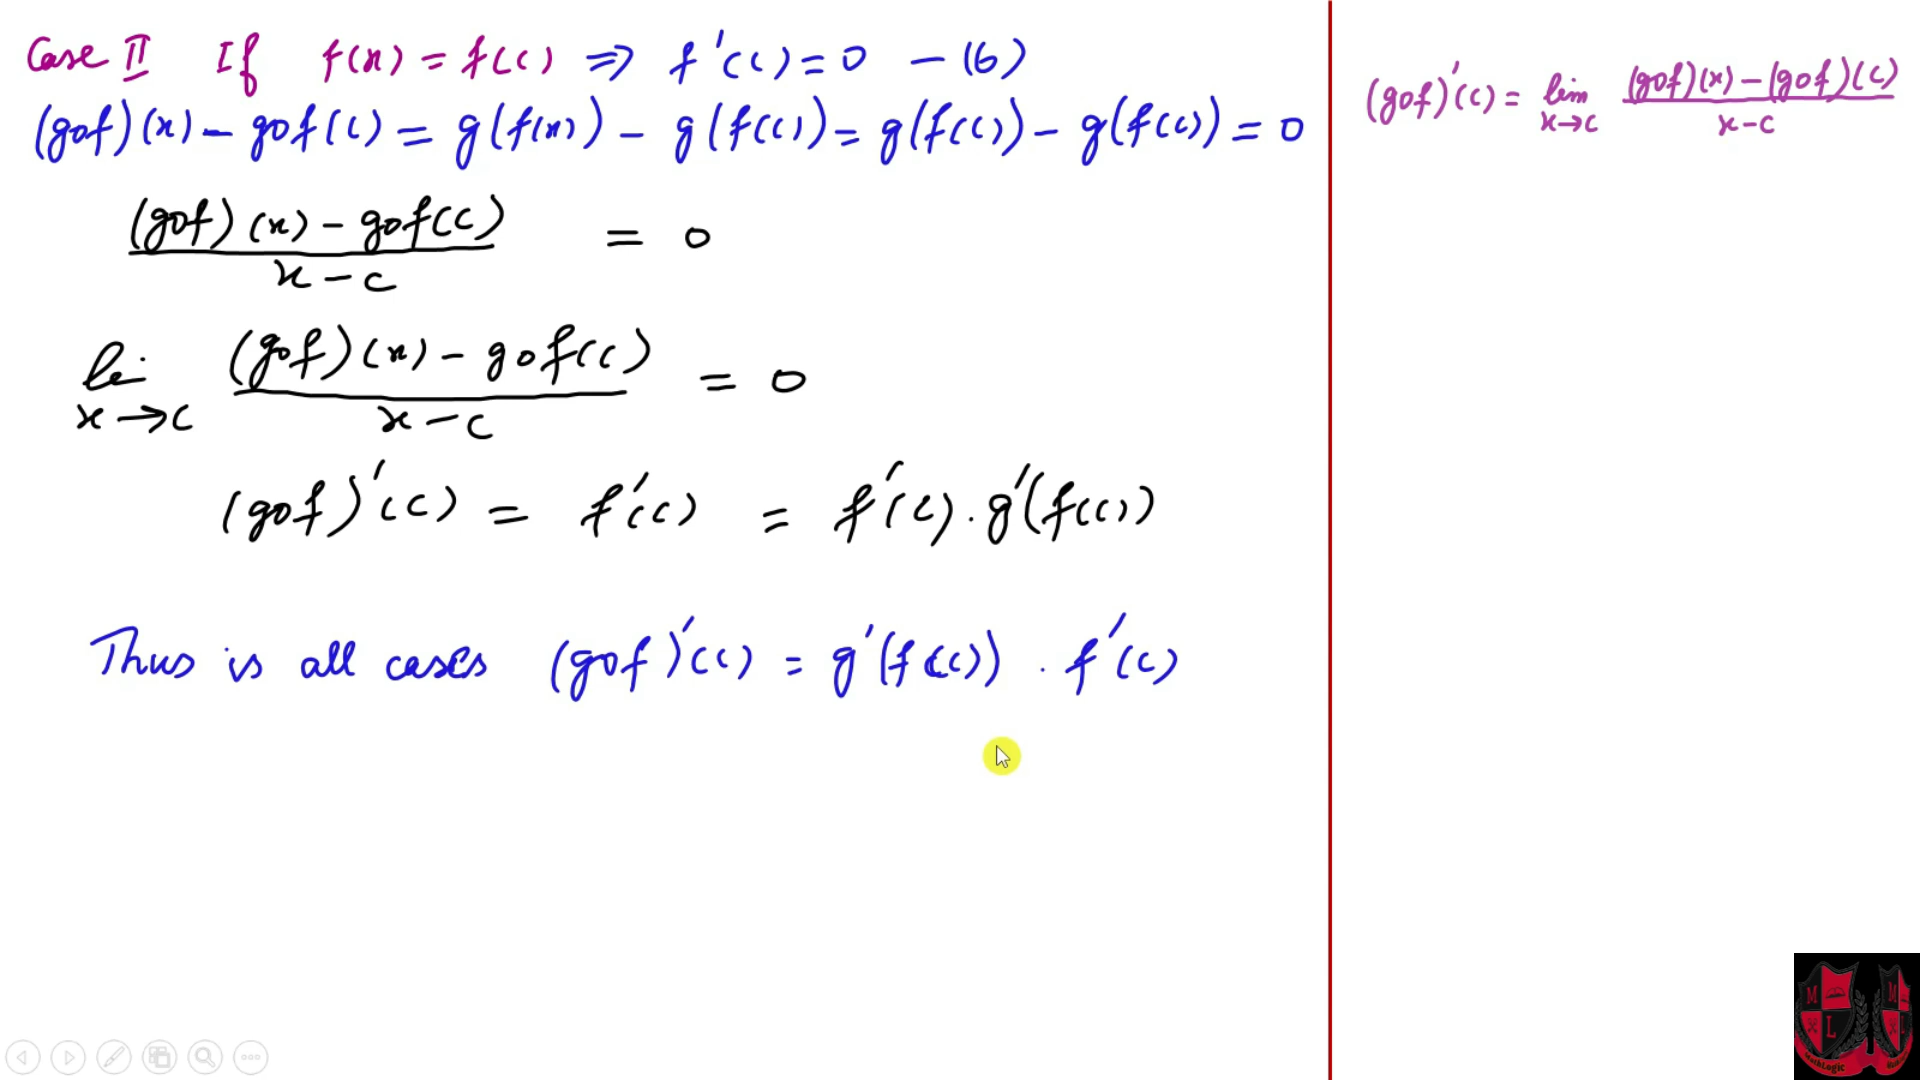 Case II If f(x) = f(c) ⇒ f'(c) = 0 – (6)
(gof)(x) – gof(c) = g(f(x)) – g(f(c)) = g(f(c)) – g(f(c)) = 0
(gof)(x) – gof(c) / x – c = 0
lim x→c (gof)(x) – gof(c) / x – c = 0
(gof)'(c) = f'(c) = f'(c) . g'(f(c))
Thus is all cases (gof)'(c) = g'(f(c)) . f'(c)
(gof)'(c) = lim x→c (gof)(x) – (gof)(c) / x–c
M
L
M
MathLogic